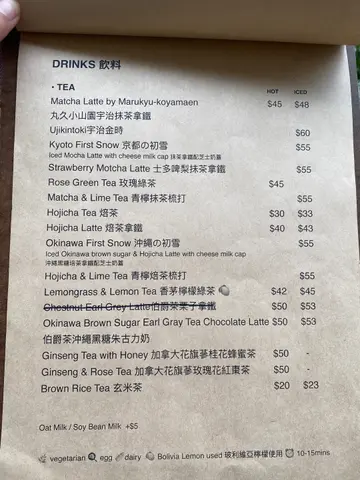 DRINKS 飲料
· TEA HOT ICED
Matcha Latte by Marukyu-koyamaen $45 $48
丸久小山園宇治抹茶拿鐵
Ujikintoki宇治金時 $60
Kyoto First Snow 京都の初雪 $55
Iced Mocha Latte with cheese milk cap 抹茶拿鐵配芝士奶蓋
Strawberry Motcha Latte 士多啤梨抹茶拿鐵 $55
Rose Green Tea 玫瑰綠茶 $45
Matcha & Lime Tea 青檸抹茶梳打 $55
Hojicha Tea 焙茶 $30 $33
Hojicha Latte 焙茶拿鐵 $40 $43
Okinawa First Snow 沖繩の初雪 $55
Iced Okinawa brown sugar & Hojicha Latte with cheese milk cap
沖繩黑糖焙茶拿鐵配芝士奶蓋
Hojicha & Lime Tea 青檸焙茶梳打 $55
Lemongrass & Lemon Tea 香茅檸檬綠茶 $42 $45
Chestnut Earl Grey Latte伯爵茶栗子拿鐵 $50 $53
Okinawa Brown Sugar Earl Gray Tea Chocolate Latte $50 $53
伯爵茶沖繩黑糖朱古力奶
Ginseng Tea with Honey 加拿大花旗蔘桂花蜂蜜茶 $50 -
Ginseng & Rose Tea 加拿大花旗蔘玫瑰花紅棗茶 $50 -
Brown Rice Tea 玄米茶 $20 $23
Oat Milk / Soy Bean Milk +$5
vegetarian egg dairy Bolivia Lemon used 玻利維亞檸檬使用 10-15mins